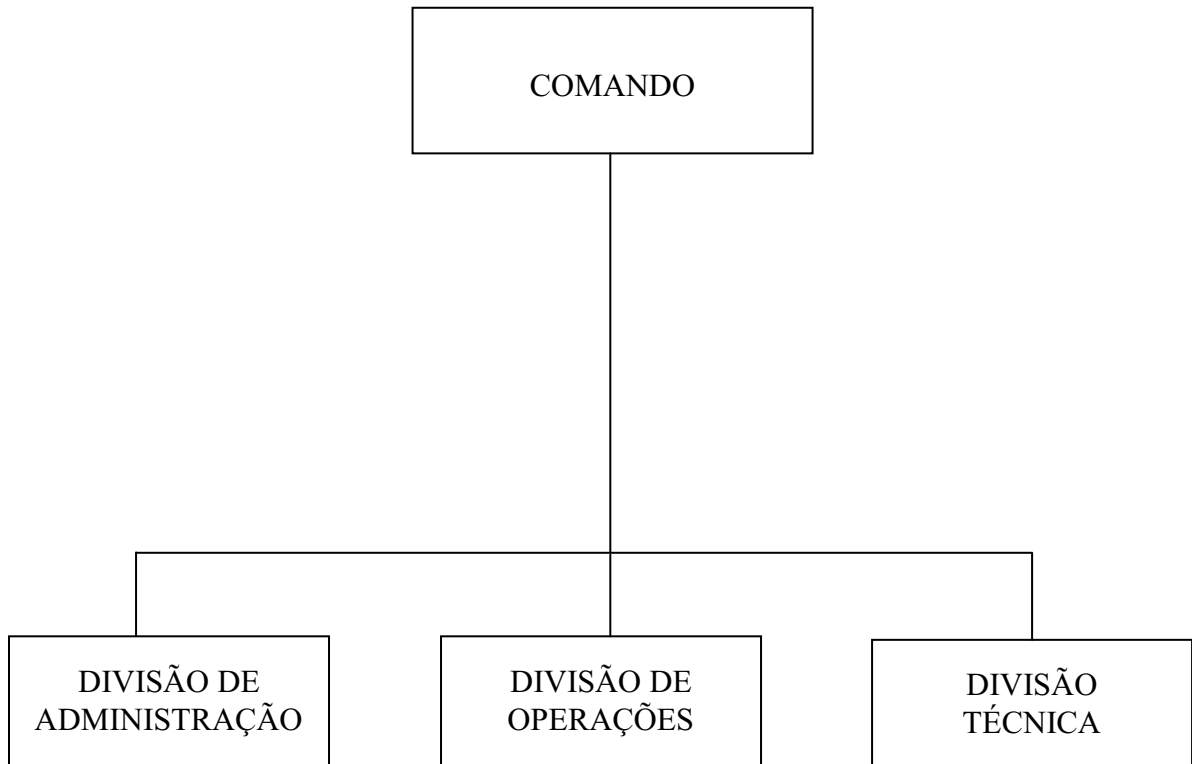 COMANDO
DIVISÃO DE
ADMINISTRAÇÃO
DIVISÃO DE
OPERAÇÕES
DIVISÃO
TÉCNICA